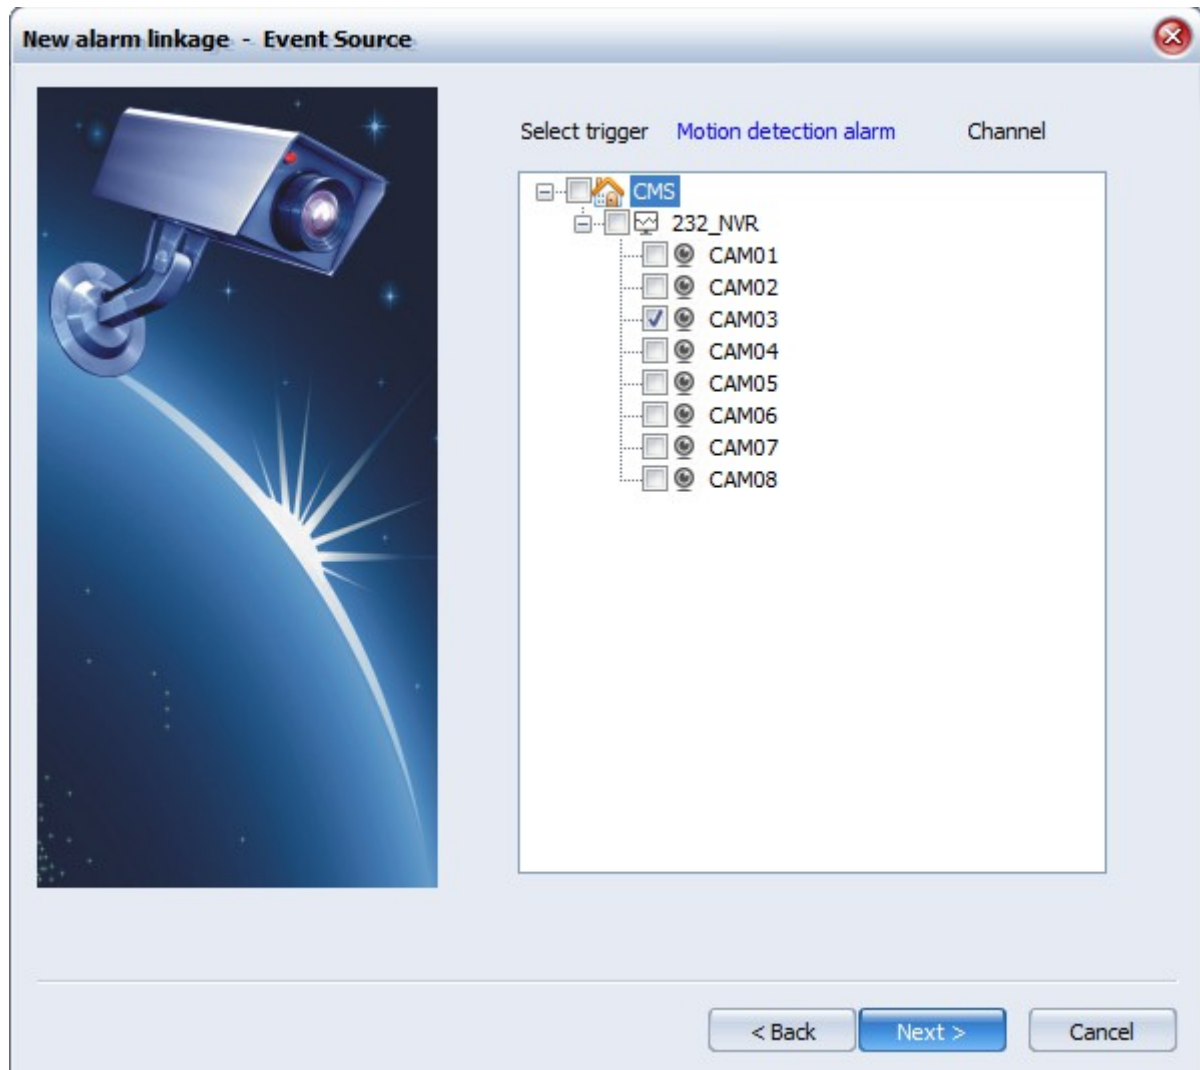 New alarm linkage - Event Source
Select trigger Motion detection alarm Channel
CMS
232_NVR
CAM01
CAM02
CAM03
CAM04
CAM05
CAM06
CAM07
CAM08
< Back Next > Cancel